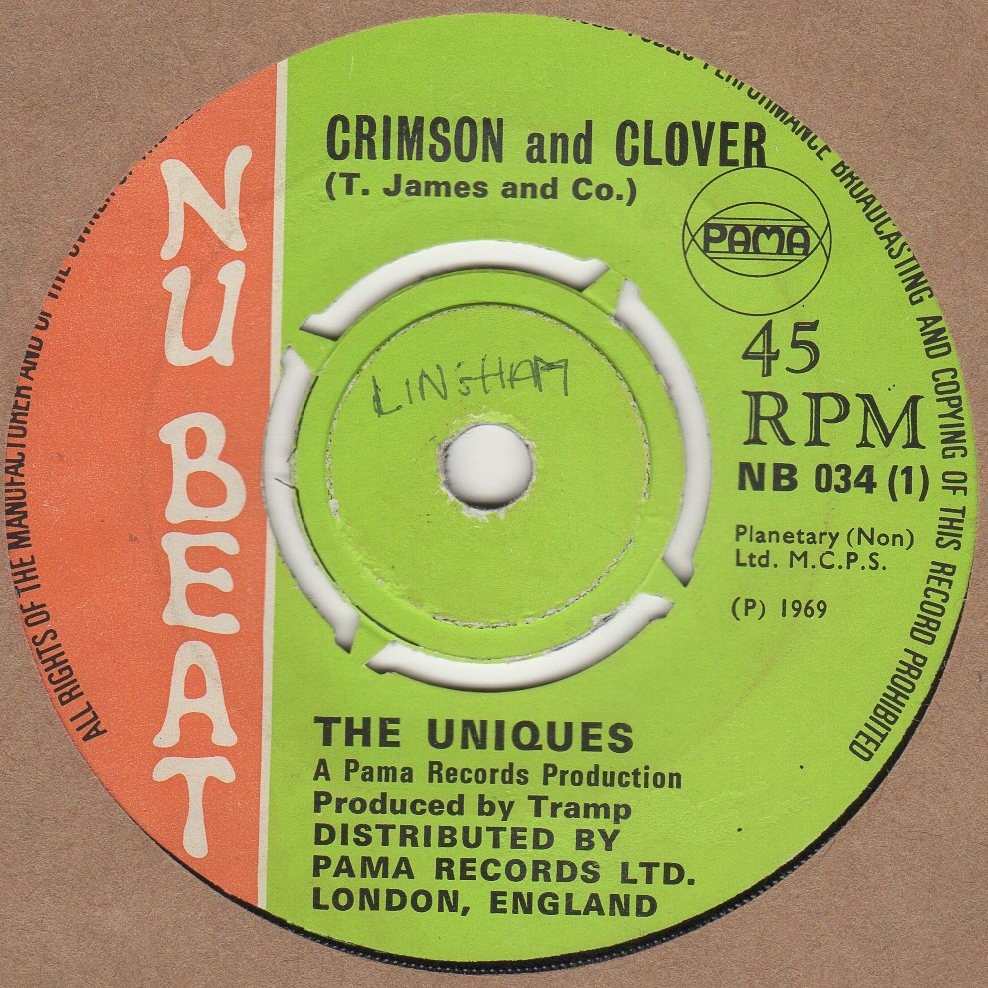 CRIMSON and CLOVER
(T. James and Co.)
NU BEAT
PAMA
45
RPM
NB 034 (1)
Planetary (Non)
Ltd. M.C.P.S.
(P) 1969
THE UNIQUES
A Pama Records Production
Produced by Tramp
DISTRIBUTED BY
PAMA RECORDS LTD.
LONDON, ENGLAND
ALL RIGHTS OF THE MANUFACTURER AND OF THE OWNER
PERFORMANCE BROADCASTING AND COPYING OF THIS RECORD PROHIBITED